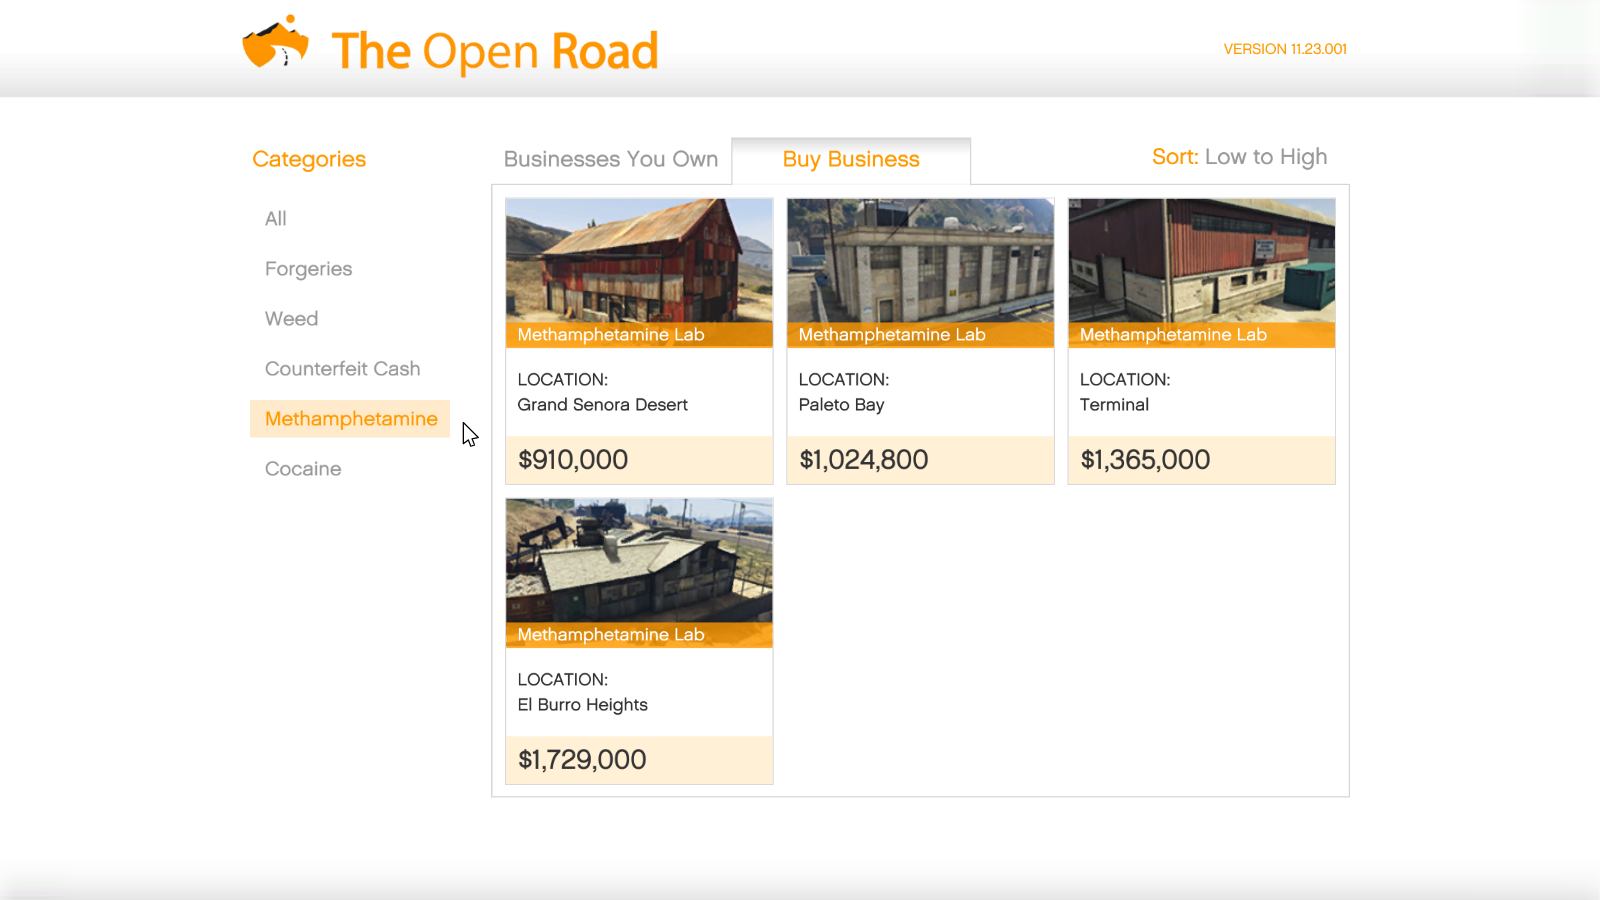 The Open Road
VERSION 11.23.001
Categories
All
Forgeries
Weed
Counterfeit Cash
Methamphetamine
Cocaine
Businesses You Own
Buy Business
Sort: Low to High
Methamphetamine Lab
LOCATION:
Grand Senora Desert
$910,000
Methamphetamine Lab
LOCATION:
Paleto Bay
$1,024,800
Methamphetamine Lab
LOCATION:
Terminal
$1,365,000
Methamphetamine Lab
LOCATION:
El Burro Heights
$1,729,000